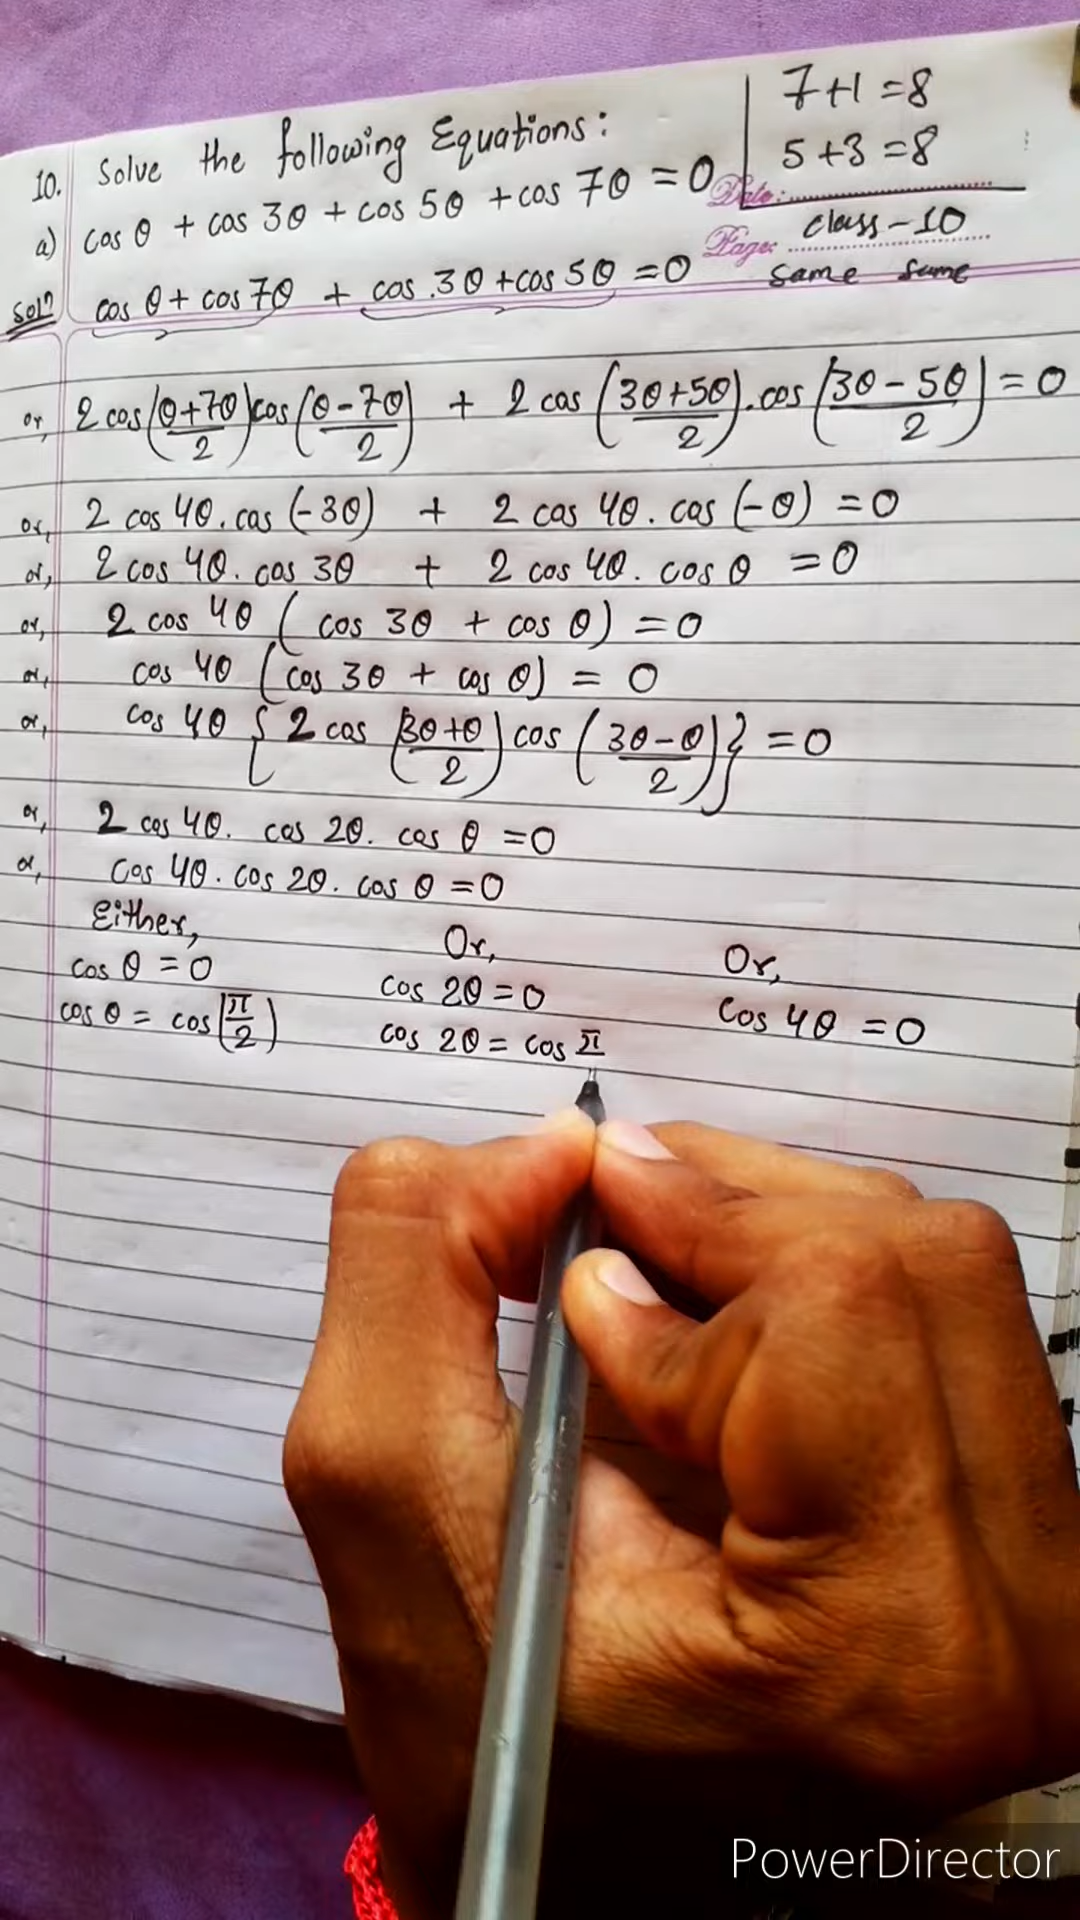 7+1 =8
5+3 =8
10. Solve the following Equations:
a) cos θ + cos 3θ + cos 5θ + cos 7θ = 0
Date:
class-10
Page:
same same
Solⁿ cos θ + cos 7θ + cos .3θ + cos 5θ = 0
or, 2 cos(θ+7θ/2) cos(θ-7θ/2) + 2 cos (3θ+5θ/2).cos (3θ-5θ/2) = 0
or, 2 cos 4θ.cos (-3θ) + 2 cos 4θ. cos (-θ) = 0
or, 2 cos 4θ. cos 3θ + 2 cos 4θ. cos θ = 0
or, 2 cos 4θ ( cos 3θ + cos θ) = 0
or, cos 4θ (cos 3θ + cos θ) = 0
or, cos 4θ { 2 cos (3θ+θ/2) cos (3θ-θ/2)} = 0
or, 2 cos 4θ. cos 2θ. cos θ = 0
or, cos 4θ. cos 2θ. cos θ = 0
Either, Or, Or,
cos θ = 0 cos 2θ = 0 cos 4θ = 0
cos θ = cos(π/2) cos 2θ = cos π
PowerDirector